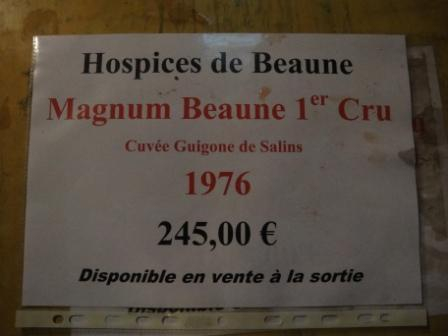 Hospices de Beaune
Magnum Beaune 1er Cru
Cuvée Guigone de Salins
1976
245,00 €
Disponible en vente à la sortie